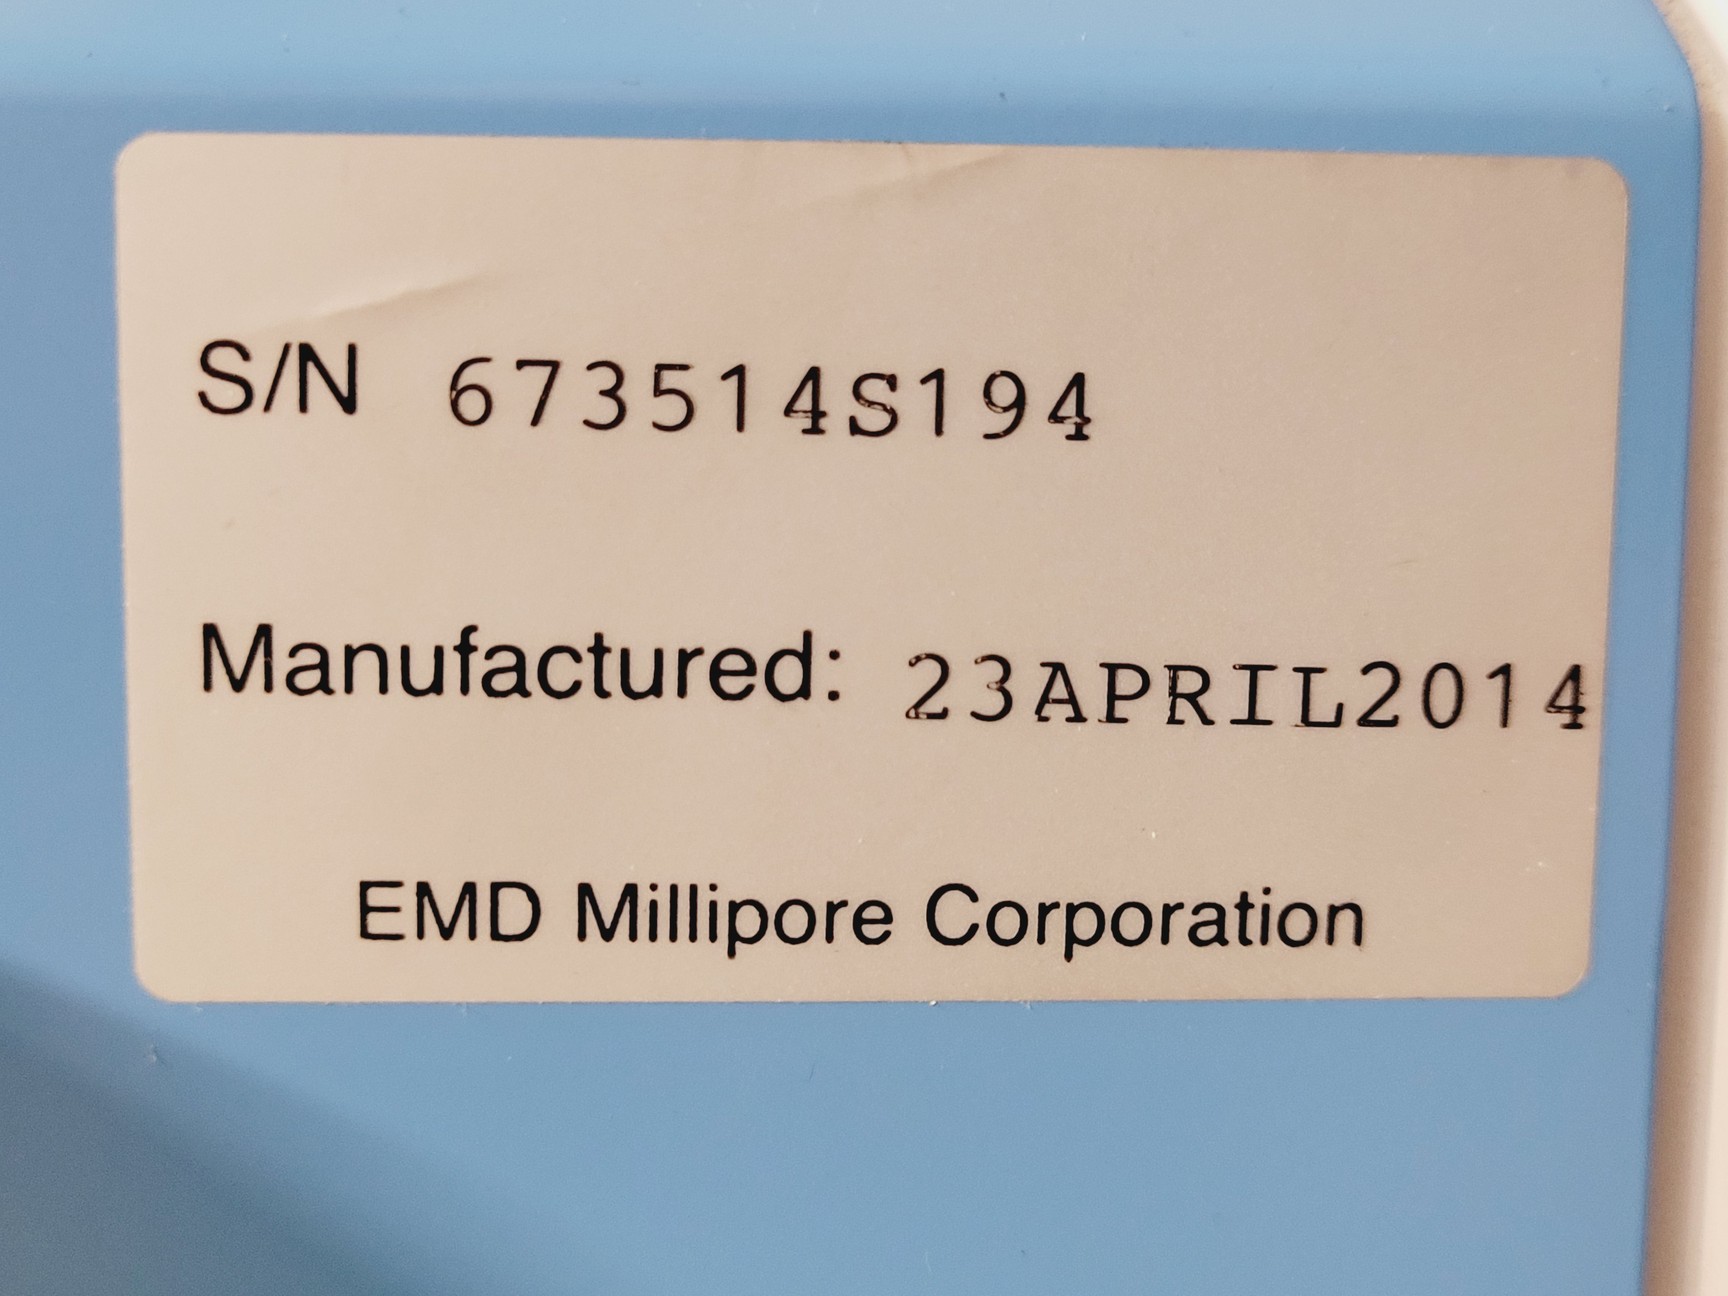 S/N 673514S194
Manufactured: 23APRIL2014
EMD Millipore Corporation